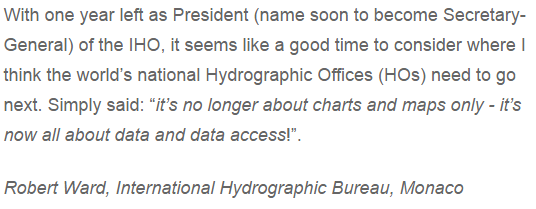 With one year left as President (name soon to become Secretary-
General) of the IHO, it seems like a good time to consider where I
think the world’s national Hydrographic Offices (HOs) need to go
next. Simply said: “it’s no longer about charts and maps only - it’s
now all about data and data access!”.
Robert Ward, International Hydrographic Bureau, Monaco